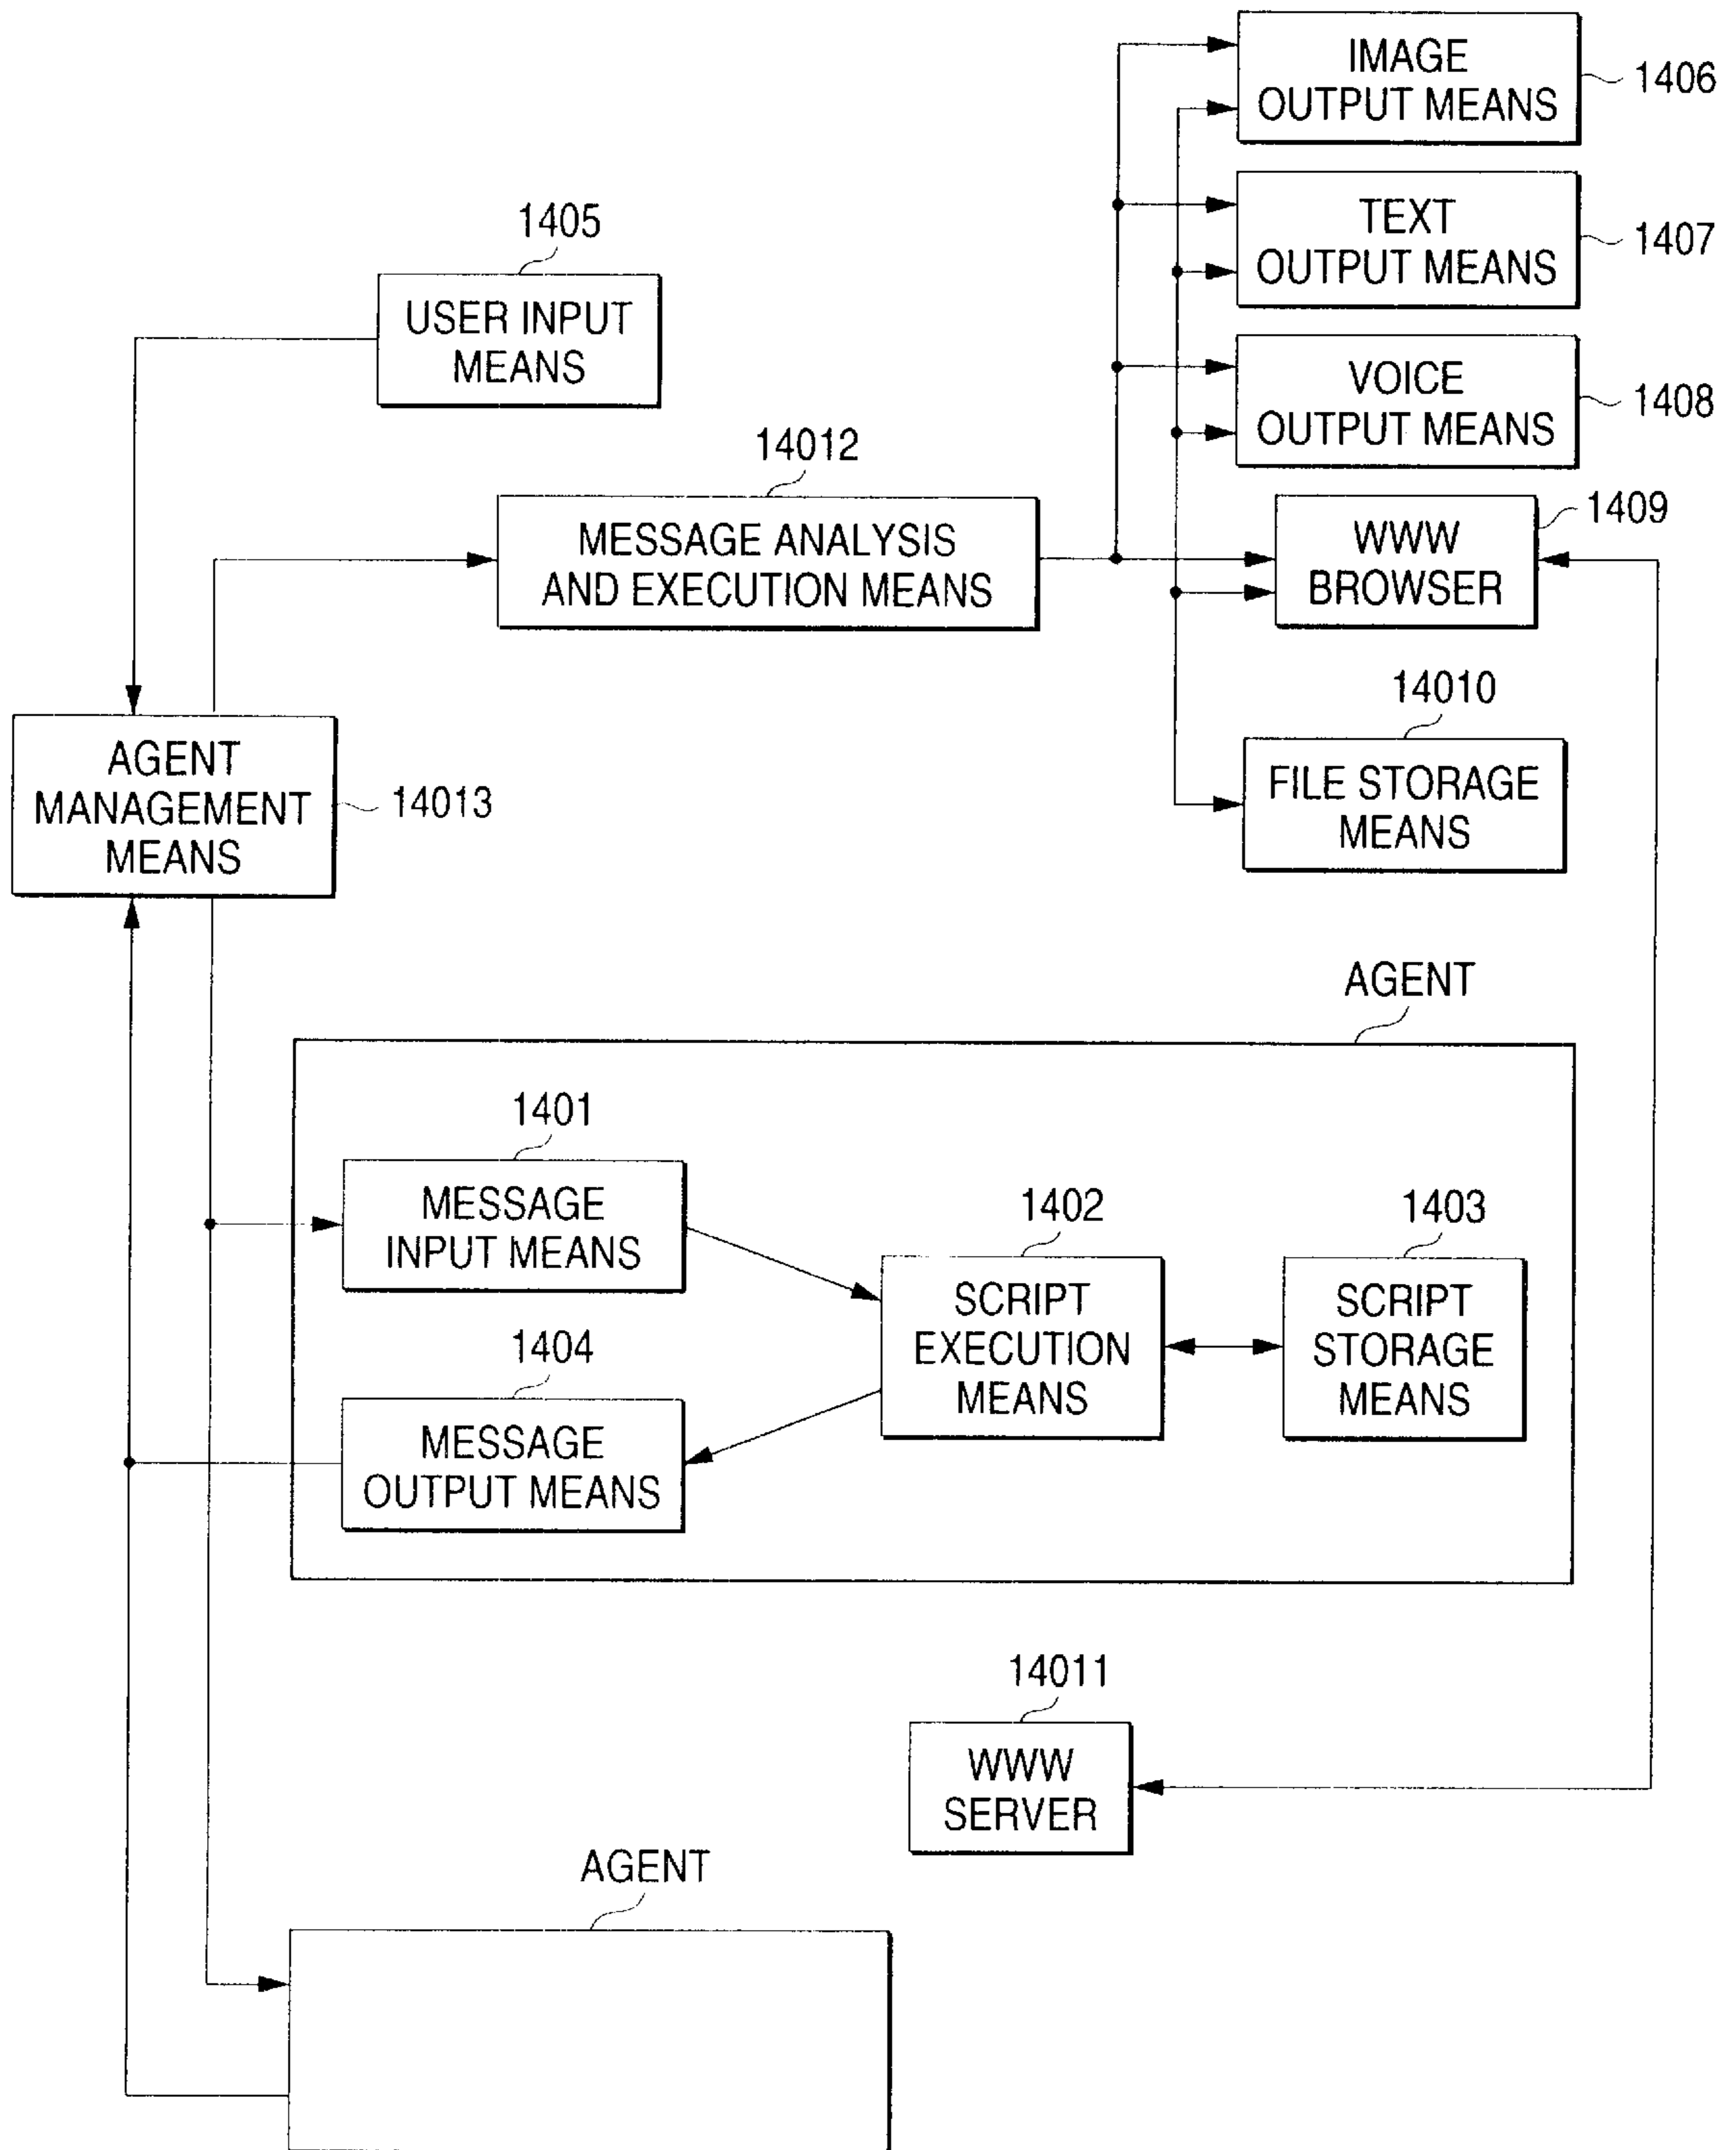 IMAGE
OUTPUT MEANS
1406
TEXT
OUTPUT MEANS
1407
1405
USER INPUT
MEANS
VOICE
OUTPUT MEANS
1408
14012
MESSAGE ANALYSIS
AND EXECUTION MEANS
1409
WWW
BROWSER
14010
FILE STORAGE
MEANS
AGENT
MANAGEMENT
MEANS
14013
AGENT
1401
MESSAGE
INPUT MEANS
1402
SCRIPT
EXECUTION
MEANS
1403
SCRIPT
STORAGE
MEANS
1404
MESSAGE
OUTPUT MEANS
14011
WWW
SERVER
AGENT